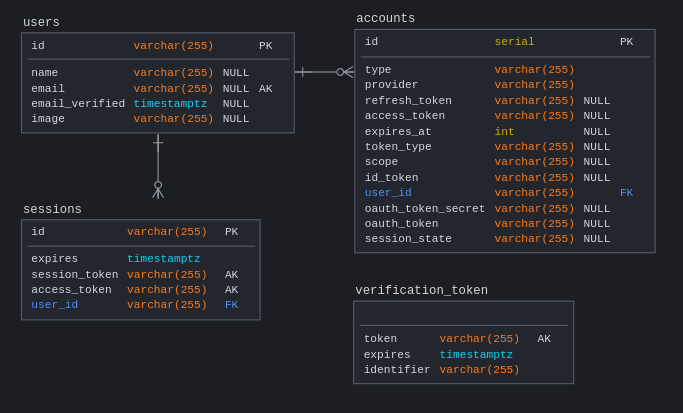 users
id varchar(255) PK
name varchar(255) NULL
email varchar(255) NULL AK
email_verified timestamptz NULL
image varchar(255) NULL
accounts
id serial PK
type varchar(255)
provider varchar(255)
refresh_token varchar(255) NULL
access_token varchar(255) NULL
expires_at int NULL
token_type varchar(255) NULL
scope varchar(255) NULL
id_token varchar(255) NULL
user_id varchar(255) FK
oauth_token_secret varchar(255) NULL
oauth_token varchar(255) NULL
session_state varchar(255) NULL
sessions
id varchar(255) PK
expires timestamptz
session_token varchar(255) AK
access_token varchar(255) AK
user_id varchar(255) FK
verification_token
token varchar(255) AK
expires timestamptz
identifier varchar(255)